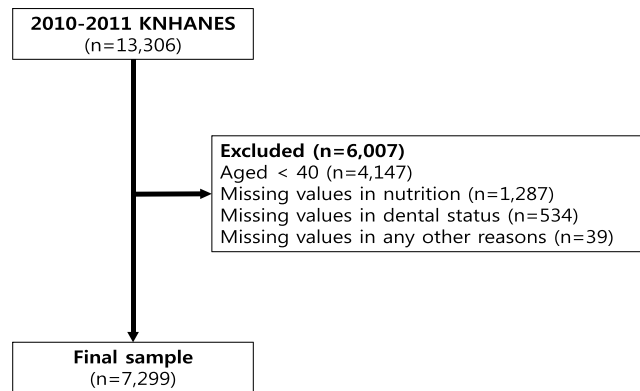 2010-2011 KNHANES
(n=13,306)
Excluded (n=6,007)
Aged < 40 (n=4,147)
Missing values in nutrition (n=1,287)
Missing values in dental status (n=534)
Missing values in any other reasons (n=39)
Final sample
(n=7,299)